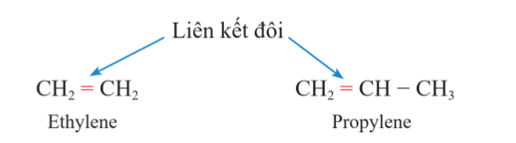 Liên kết đôi
CH₂ = CH₂ CH₂ = CH − CH₃
Ethylene Propylene